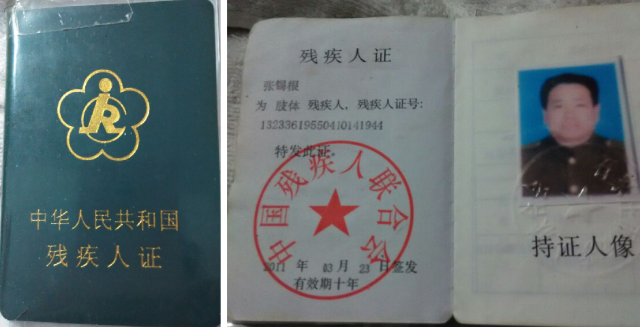 中华人民共和国
残疾人证
残疾人证
张锡根
为 肢体 残疾人，残疾人证号：
13233619550410141944
特发此证。
中国残疾人联合会
2011 年 03 月 23 日签发
有效期十年
持证人像